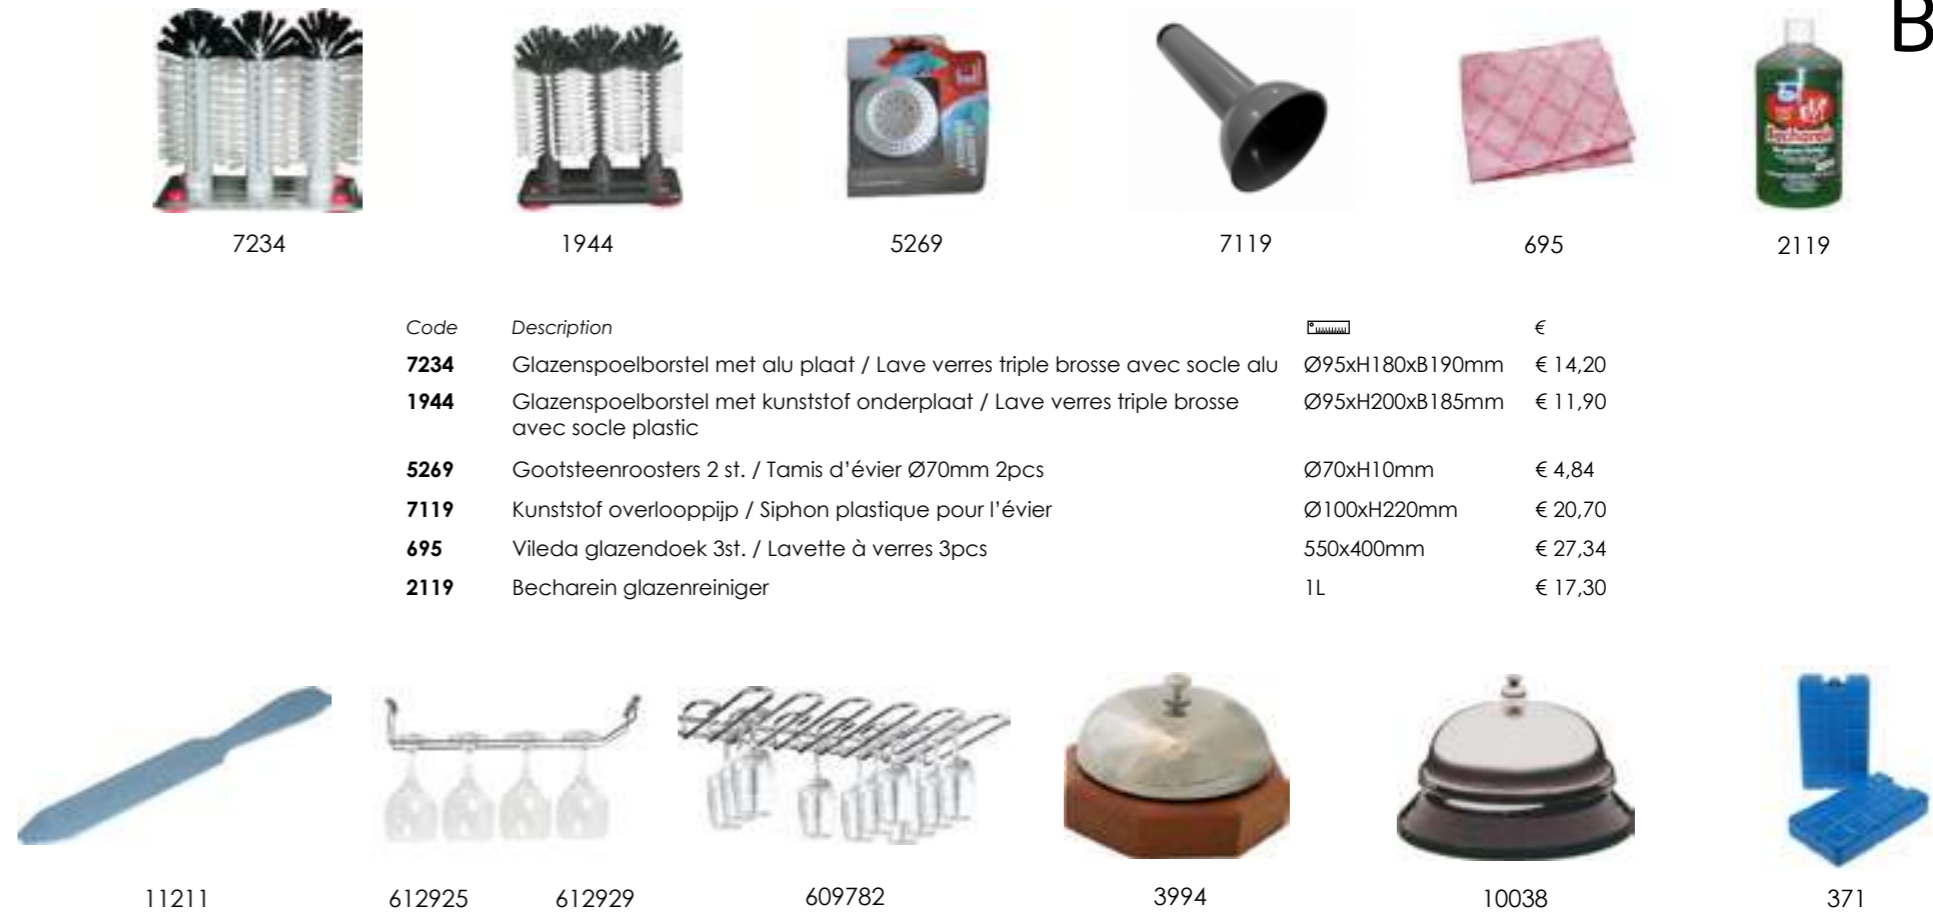 B
7234 1944 5269 7119 695 2119
Code Description €
7234 Glazenspoelborstel met alu plaat / Lave verres triple brosse avec socle alu Ø95xH180xB190mm € 14,20
1944 Glazenspoelborstel met kunststof onderplaat / Lave verres triple brosse Ø95xH200xB185mm € 11,90
avec socle plastic
5269 Gootsteenroosters 2 st. / Tamis d’évier Ø70mm 2pcs Ø70xH10mm € 4,84
7119 Kunststof overlooppijp / Siphon plastique pour l’évier Ø100xH220mm € 20,70
695 Vileda glazendoek 3st. / Lavette à verres 3pcs 550x400mm € 27,34
2119 Becharein glazenreiniger 1L € 17,30
11211 612925 612929 609782 3994 10038 371